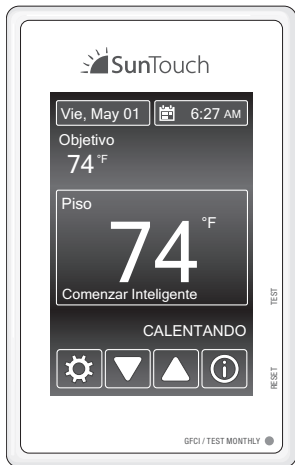 SunTouch
Vie, May 01 6:27 AM
Objetivo
74 °F
Piso
74 °F
Comenzar Inteligente
CALENTANDO
TEST
RESET
GFCI / TEST MONTHLY